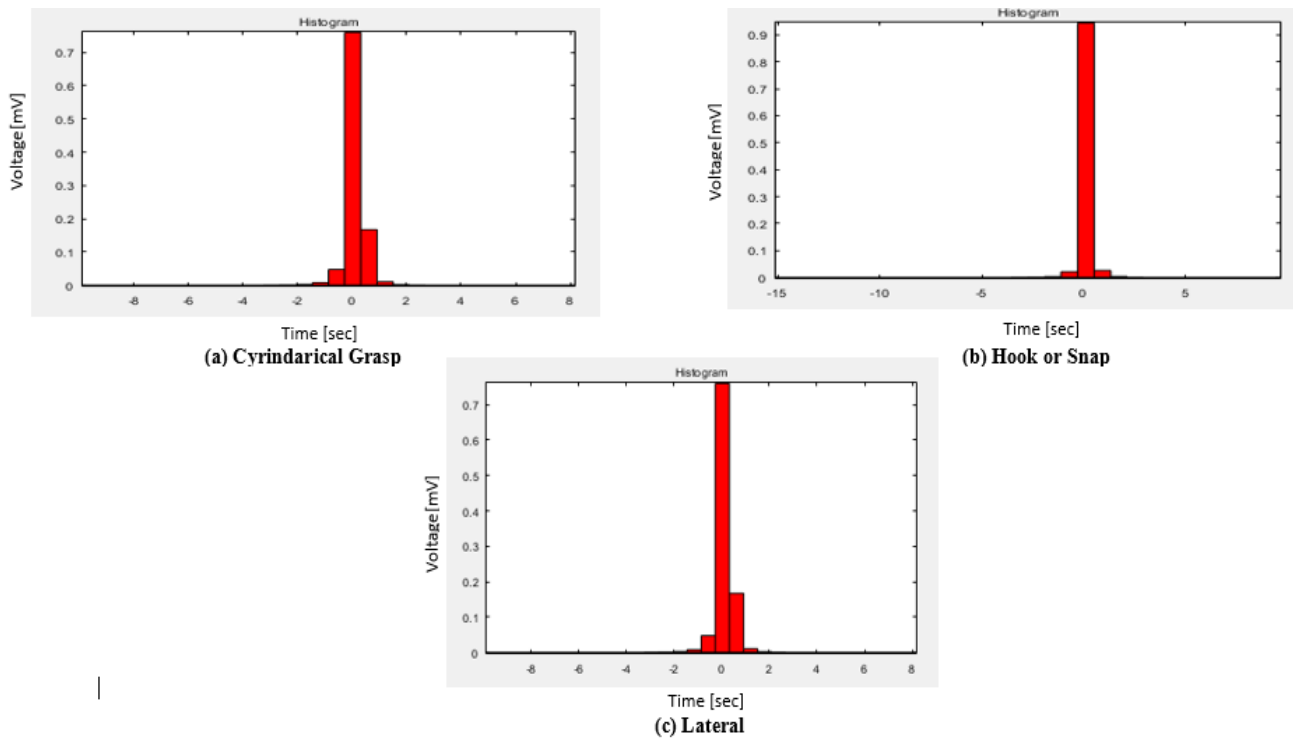 Histogram
Voltage[mV]
0.7
0.6
0.5
0.4
0.3
0.2
0.1
0
-8 -6 -4 -2 0 2 4 6 8
Time [sec]
(a) Cyrindarical Grasp
Histogram
Voltage[mV]
0.9
0.8
0.7
0.6
0.5
0.4
0.3
0.2
0.1
0
-15 -10 -5 0 5
Time [sec]
(b) Hook or Snap
Histogram
Voltage[mV]
0.7
0.6
0.5
0.4
0.3
0.2
0.1
0
-8 -6 -4 -2 0 2 4 6 8
Time [sec]
(c) Lateral